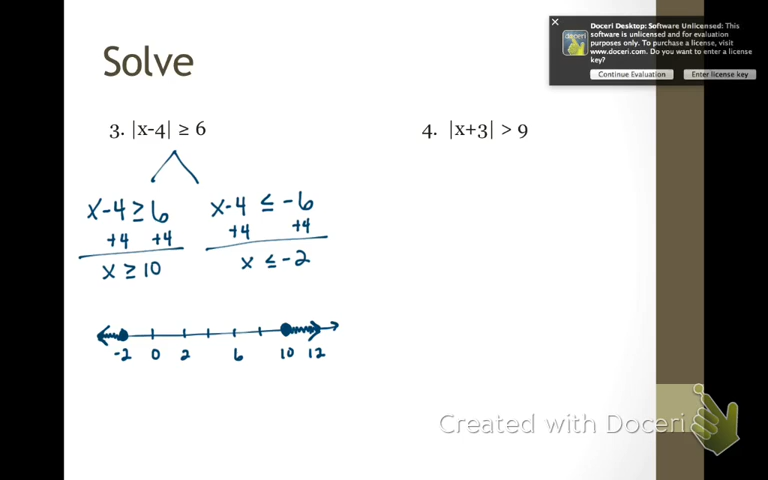 Doceri Desktop: Software Unlicensed: This
software is unlicensed and for evaluation
purposes only. To purchase a license, visit
www.doceri.com. Do you want to enter a license
key?
Continue Evaluation
Enter license key
Solve
3. |x-4| ≥ 6
x-4 ≥ 6
x-4 ≤ -6
+4 +4
+4 +4
x ≥ 10
x ≤ -2
-2 0 2 6 10 12
4. |x+3| > 9
Created with Doceri